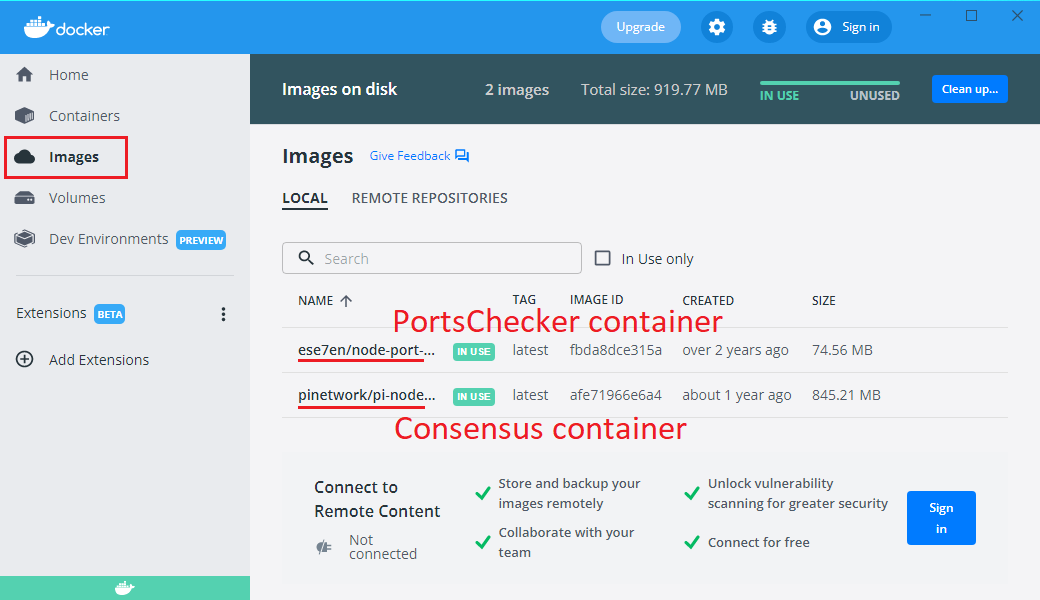 docker
Upgrade
Sign in
Home
Containers
Images
Volumes
Dev Environments PREVIEW
Extensions BETA
Add Extensions
Images on disk
2 images
Total size: 919.77 MB
IN USE
UNUSED
Clean up...
Images Give Feedback
LOCAL REMOTE REPOSITORIES
Search
In Use only
NAME TAG IMAGE ID CREATED SIZE
PortsChecker container
ese7en/node-port-... IN USE latest fbda8dce315a over 2 years ago 74.56 MB
pinetwork/pi-node... IN USE latest afe71966e6a4 about 1 year ago 845.21 MB
Consensus container
Connect to
Remote Content
Not
connected
Store and backup your
images remotely
Collaborate with your
team
Unlock vulnerability
scanning for greater security
Connect for free
Sign
in